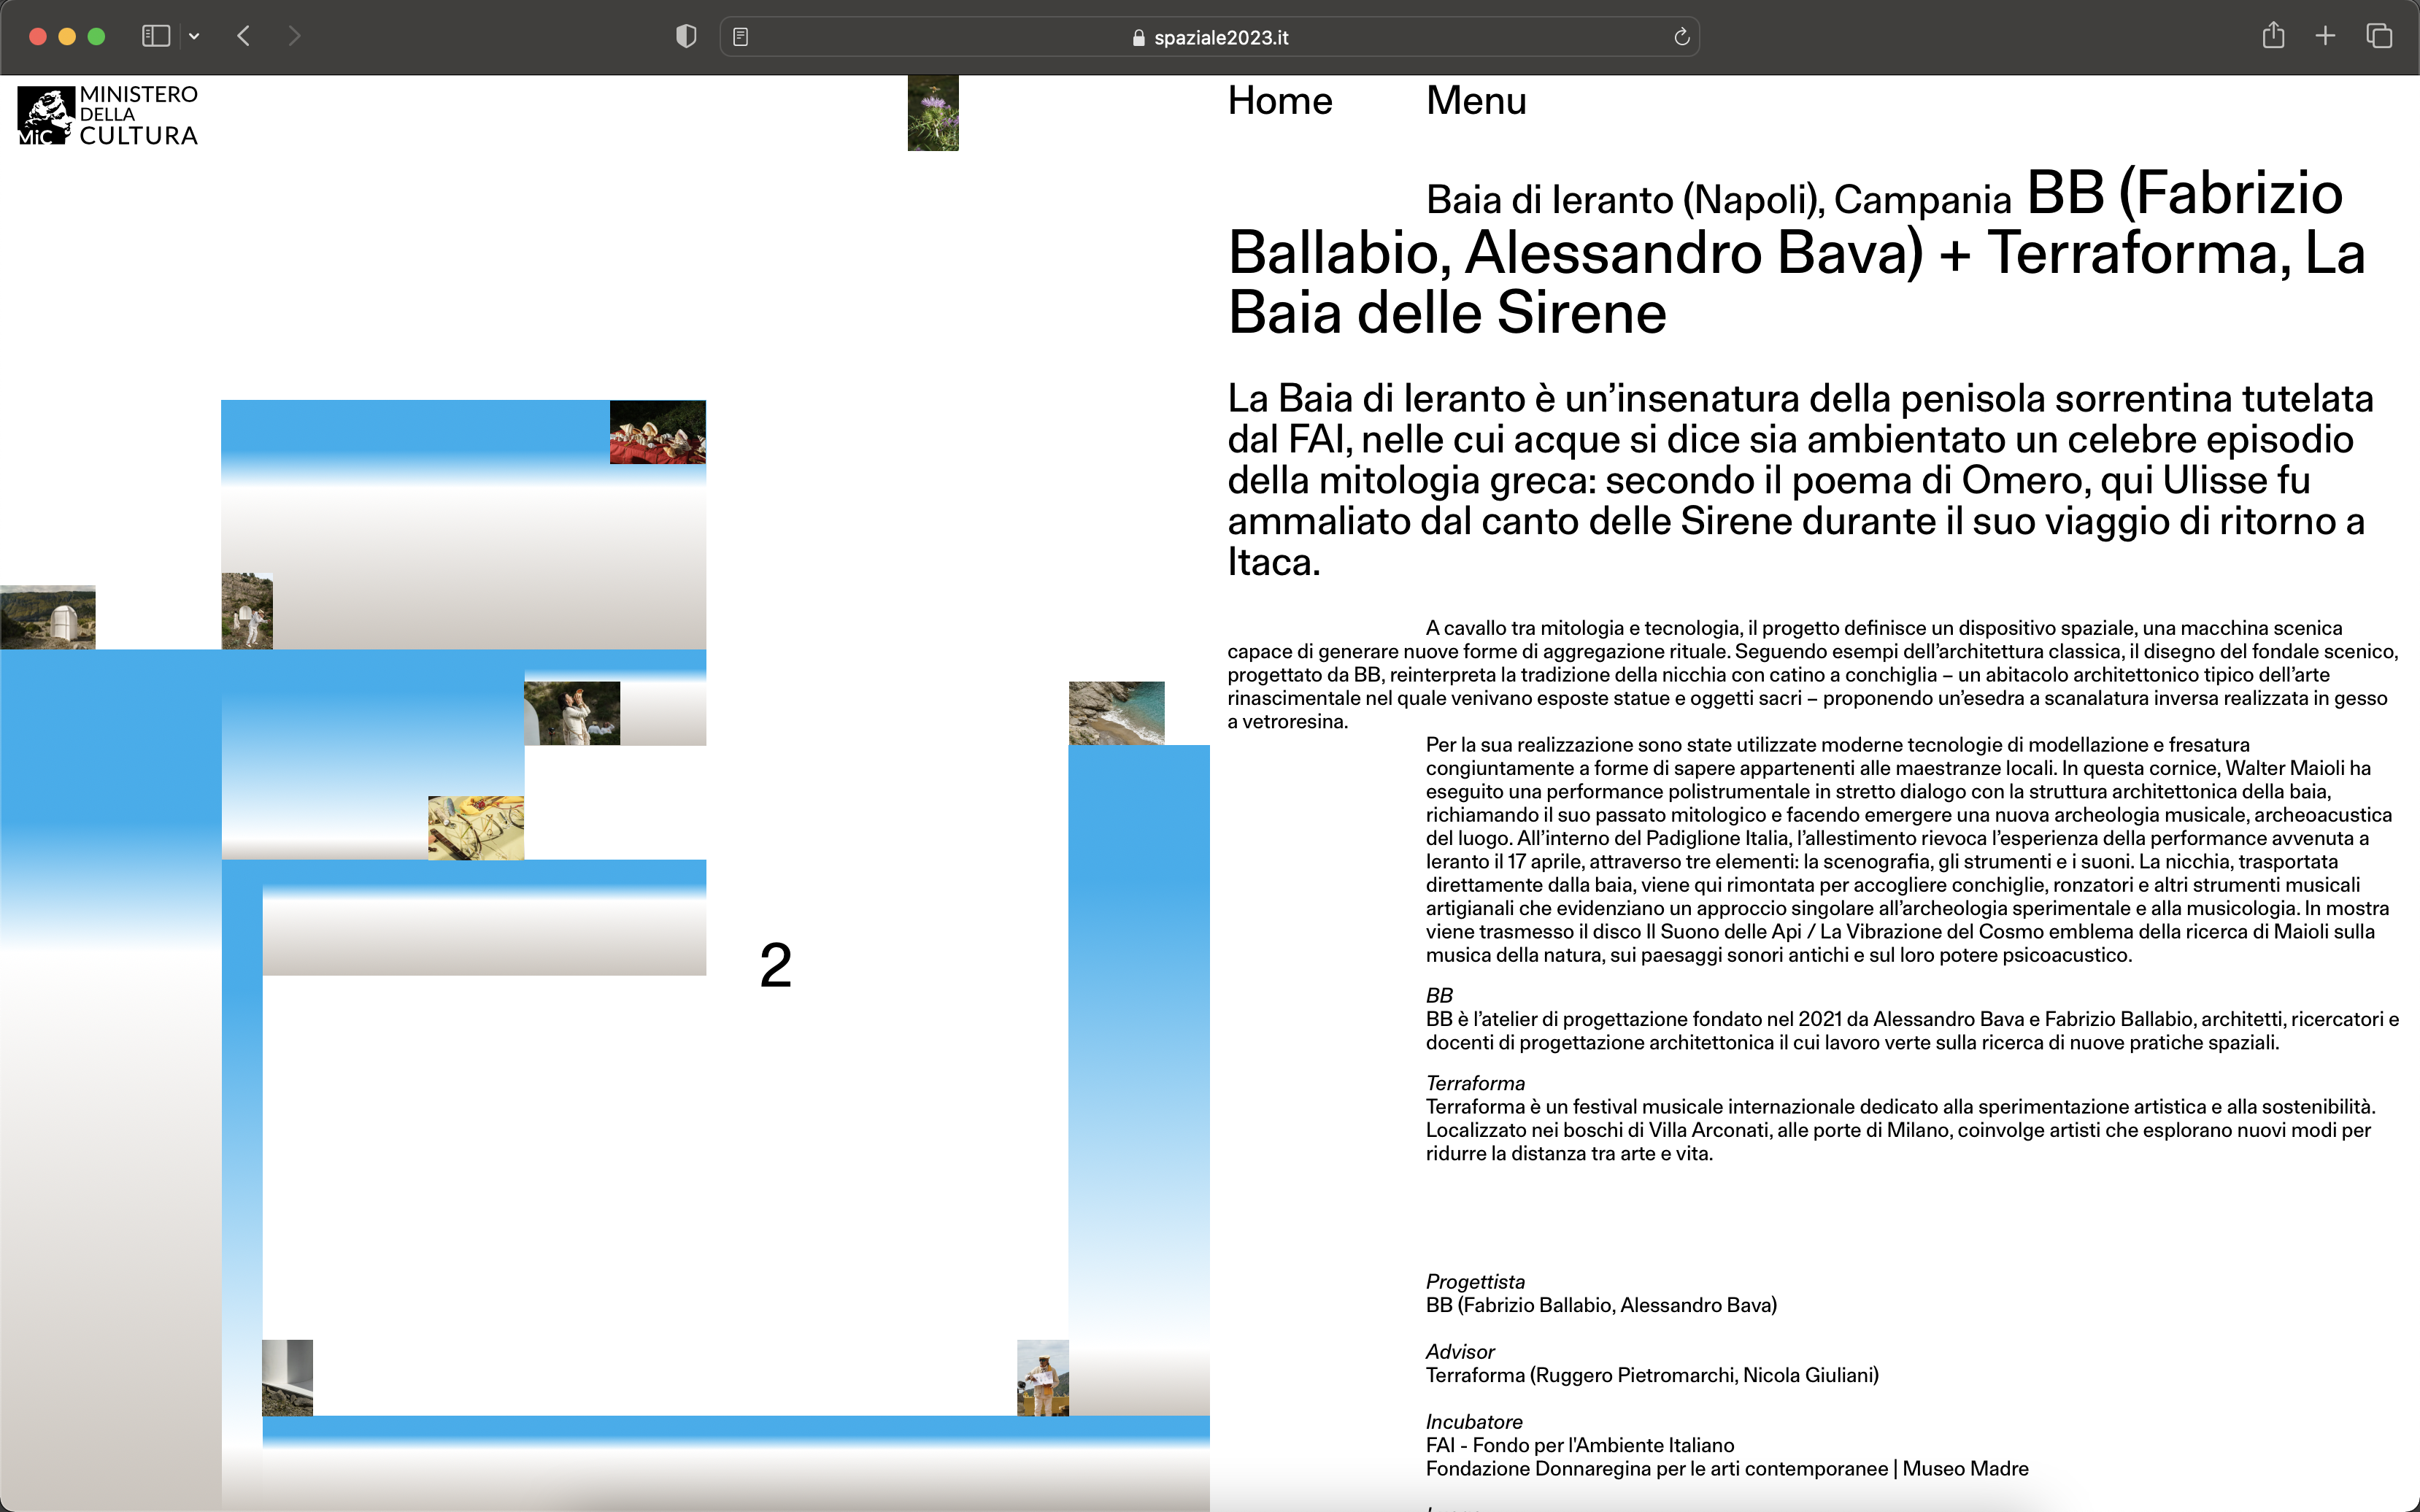 spaziale2023.it
MiC
MINISTERO
DELLA
CULTURA
Home Menu
Baia di Ieranto (Napoli), Campania BB (Fabrizio
Ballabio, Alessandro Bava) + Terraforma, La
Baia delle Sirene
La Baia di Ieranto è un’insenatura della penisola sorrentina tutelata
dal FAI, nelle cui acque si dice sia ambientato un celebre episodio
della mitologia greca: secondo il poema di Omero, qui Ulisse fu
ammaliato dal canto delle Sirene durante il suo viaggio di ritorno a
Itaca.
A cavallo tra mitologia e tecnologia, il progetto definisce un dispositivo spaziale, una macchina scenica
capace di generare nuove forme di aggregazione rituale. Seguendo esempi dell’architettura classica, il disegno del fondale scenico,
progettato da BB, reinterpreta la tradizione della nicchia con catino a conchiglia – un abitacolo architettonico tipico dell’arte
rinascimentale nel quale venivano esposte statue e oggetti sacri – proponendo un’esedra a scanalatura inversa realizzata in gesso
a vetroresina.
Per la sua realizzazione sono state utilizzate moderne tecnologie di modellazione e fresatura
congiuntamente a forme di sapere appartenenti alle maestranze locali. In questa cornice, Walter Maioli ha
eseguito una performance polistrumentale in stretto dialogo con la struttura architettonica della baia,
richiamando il suo passato mitologico e facendo emergere una nuova archeologia musicale, archeoacustica
del luogo. All’interno del Padiglione Italia, l’allestimento rievoca l’esperienza della performance avvenuta a
Ieranto il 17 aprile, attraverso tre elementi: la scenografia, gli strumenti e i suoni. La nicchia, trasportata
direttamente dalla baia, viene qui rimontata per accogliere conchiglie, ronzatori e altri strumenti musicali
artigianali che evidenziano un approccio singolare all’archeologia sperimentale e alla musicologia. In mostra
viene trasmesso il disco Il Suono delle Api / La Vibrazione del Cosmo emblema della ricerca di Maioli sulla
musica della natura, sui paesaggi sonori antichi e sul loro potere psicoacustico.
2
BB
BB è l’atelier di progettazione fondato nel 2021 da Alessandro Bava e Fabrizio Ballabio, architetti, ricercatori e
docenti di progettazione architettonica il cui lavoro verte sulla ricerca di nuove pratiche spaziali.
Terraforma
Terraforma è un festival musicale internazionale dedicato alla sperimentazione artistica e alla sostenibilità.
Localizzato nei boschi di Villa Arconati, alle porte di Milano, coinvolge artisti che esplorano nuovi modi per
ridurre la distanza tra arte e vita.
Progettista
BB (Fabrizio Ballabio, Alessandro Bava)
Advisor
Terraforma (Ruggero Pietromarchi, Nicola Giuliani)
Incubatore
FAI - Fondo per l'Ambiente Italiano
Fondazione Donnaregina per le arti contemporanee | Museo Madre